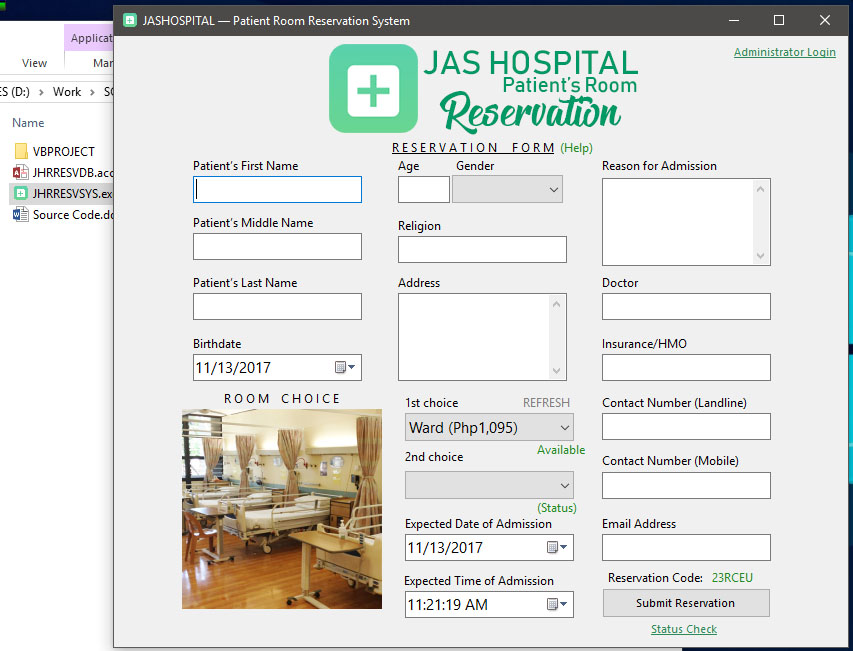 JASHOSPITAL — Patient Room Reservation System
Administrator Login
View
ES (D:) > Work >
Name
VBPROJECT
JHRRESVDB.acc
JHRRESVSYS.ex
Source Code.do
JAS HOSPITAL
Patient's Room
Reservation
RESERVATION FORM (Help)
Patient's First Name
Age
Gender
Reason for Admission
Patient's Middle Name
Religion
Patient's Last Name
Address
Doctor
Birthdate
11/13/2017
Insurance/HMO
ROOM CHOICE
1st choice
REFRESH
Ward (Php1,095)
Available
2nd choice
(Status)
Expected Date of Admission
11/13/2017
Expected Time of Admission
11:21:19 AM
Contact Number (Landline)
Contact Number (Mobile)
Email Address
Reservation Code: 23RCEU
Submit Reservation
Status Check